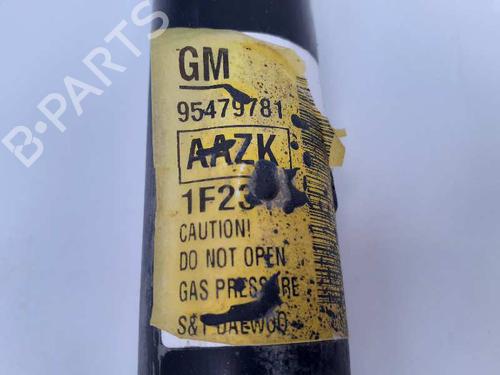 B-PARTS
GM
95479781
AAZK
1F23
CAUTION!
DO NOT OPEN
GAS PRESSURE
S&T DAEWOO